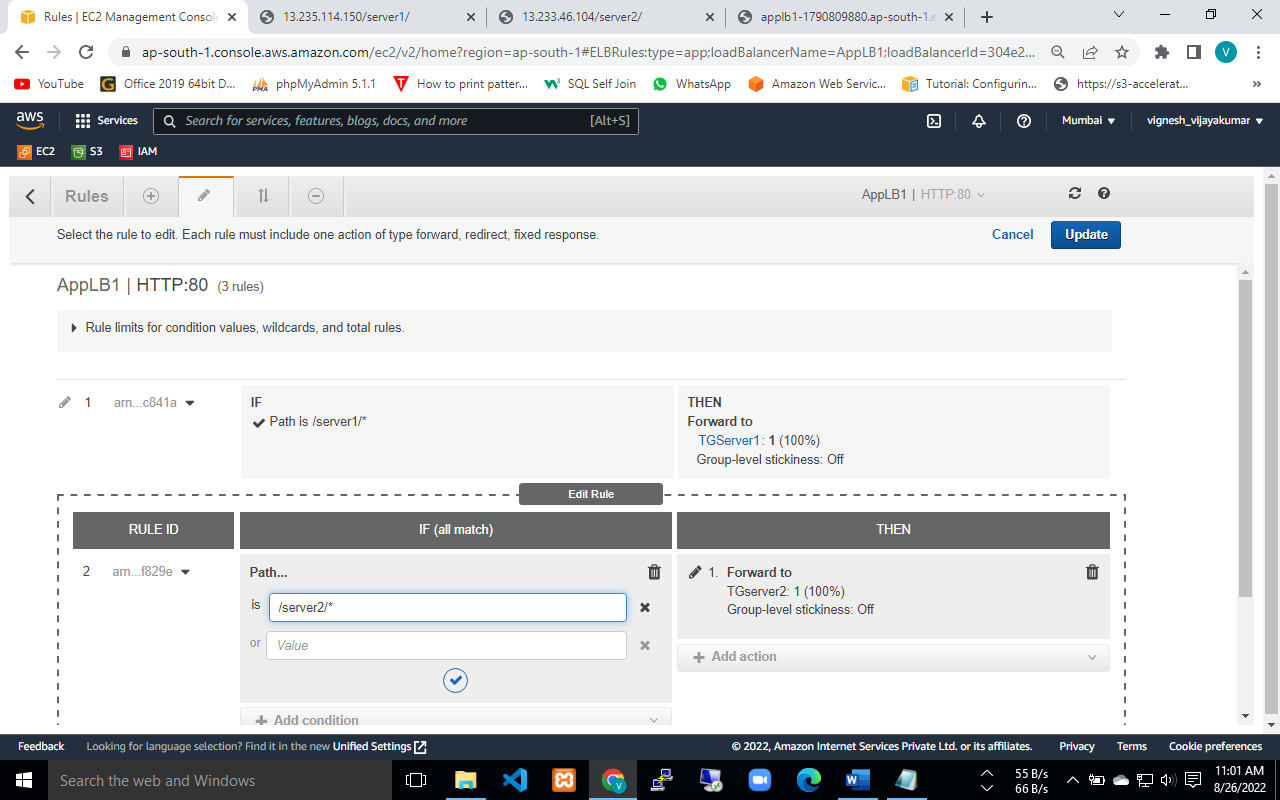 Rules | EC2 Management Console
13.235.114.150/server1/
13.233.46.104/server2/
applb1-1790809880.ap-south-1.e
ap-south-1.console.aws.amazon.com/ec2/v2/home?region=ap-south-1#ELBRules:type=app;loadBalancerName=AppLB1;loadBalancerId=304e2...
V
YouTube
Office 2019 64bit D...
phpMyAdmin 5.1.1
How to print patter...
SQL Self Join
WhatsApp
Amazon Web Servic...
Tutorial: Configurin...
https://s3-accelerat...
»
aws
Services
Search for services, features, blogs, docs, and more
[Alt+S]
Mumbai
vignesh_vijayakumar
EC2
S3
IAM
Rules
AppLB1 | HTTP:80
Select the rule to edit. Each rule must include one action of type forward, redirect, fixed response.
Cancel
Update
AppLB1 | HTTP:80 (3 rules)
Rule limits for condition values, wildcards, and total rules.
1 arn...c841a
IF
Path is /server1/*
THEN
Forward to
TGServer1: 1 (100%)
Group-level stickiness: Off
Edit Rule
RULE ID
IF (all match)
THEN
2 arn...f829e
Path...
is /server2/*
or Value
Add condition
1. Forward to
TGserver2: 1 (100%)
Group-level stickiness: Off
Add action
Feedback
Looking for language selection? Find it in the new Unified Settings
© 2022, Amazon Internet Services Private Ltd. or its affiliates.
Privacy
Terms
Cookie preferences
Search the web and Windows
55 B/s
66 B/s
11:01 AM
8/26/2022